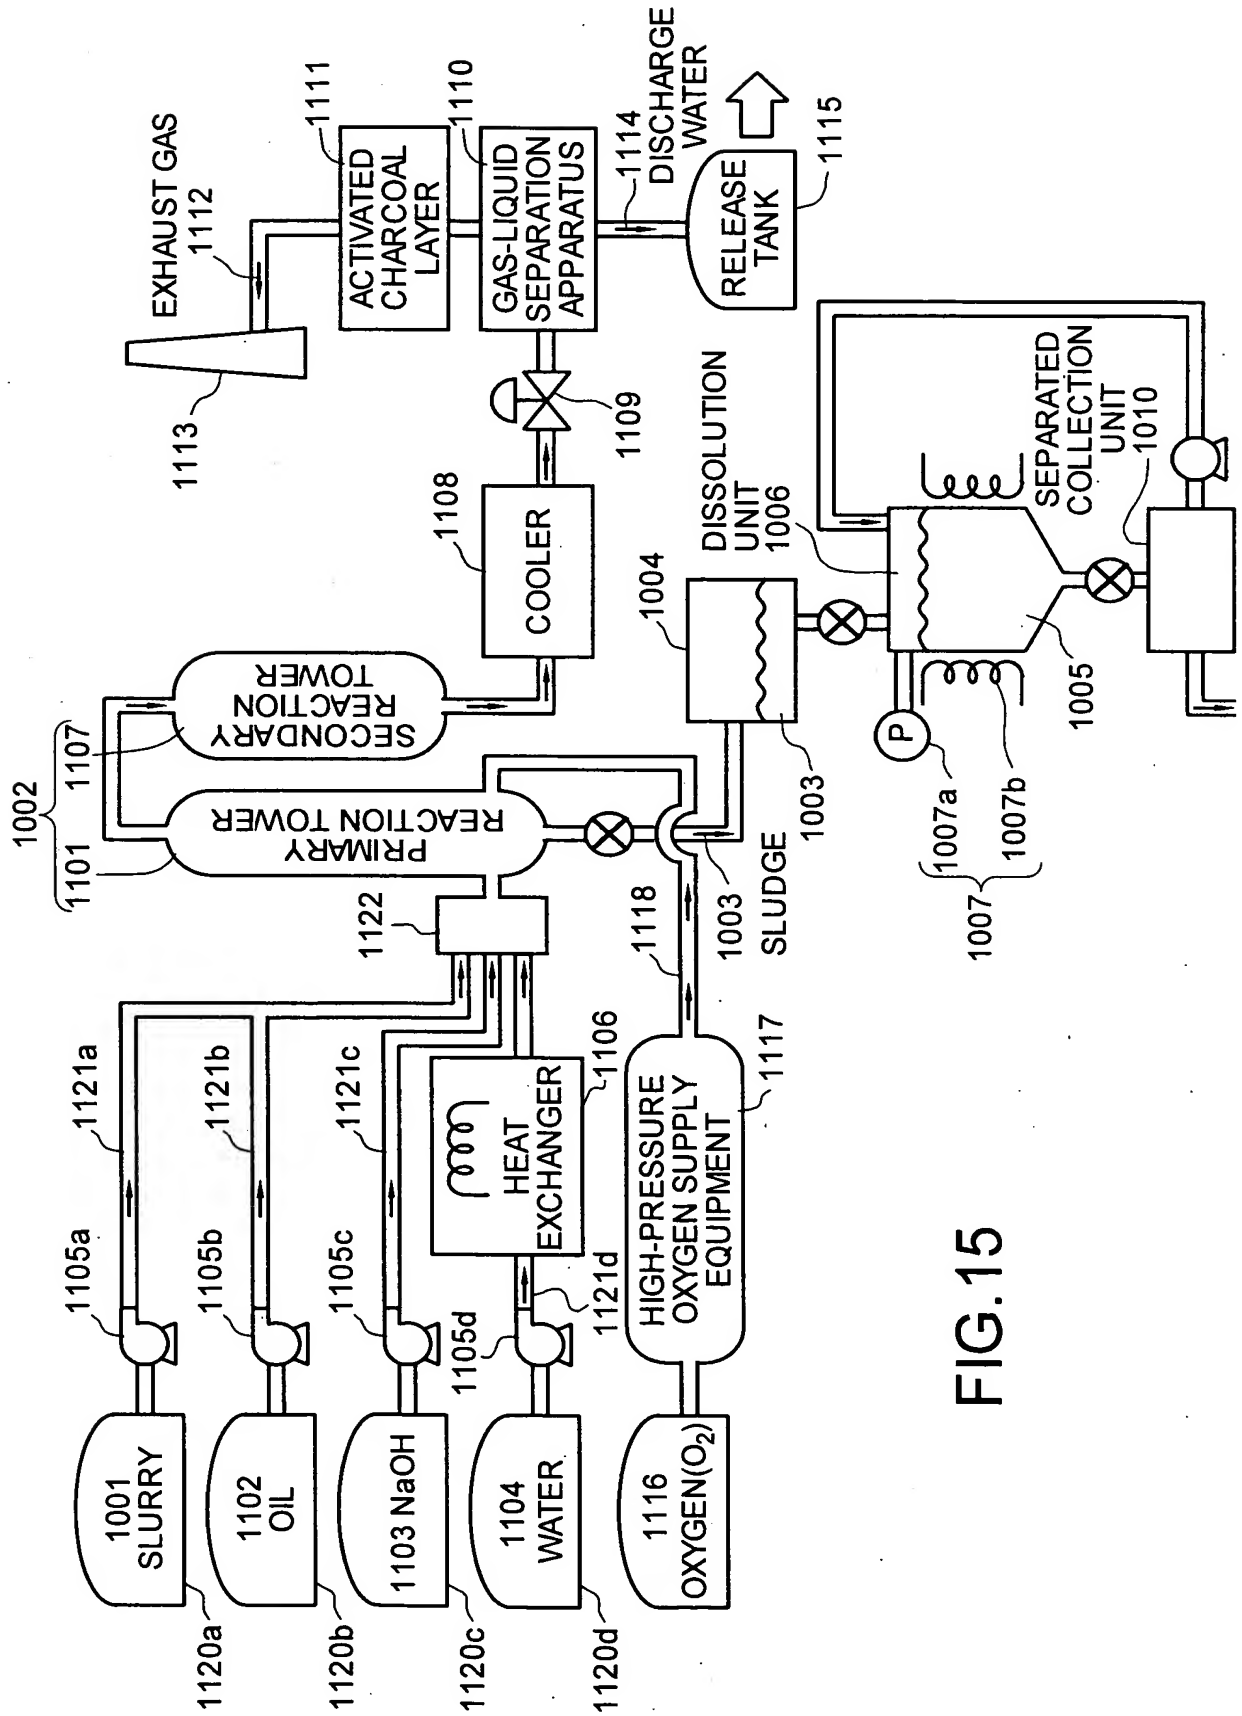 EXHAUST GAS
1112
1113
1111
ACTIVATED
CHARCOAL
LAYER
1110
GAS-LIQUID
SEPARATION
APPARATUS
1114
DISCHARGE
WATER
RELEASE
TANK
1115
1109
1108
COOLER
1002
1101
1107
SECONDARY
REACTION
TOWER
PRIMARY
REACTION TOWER
1122
1121a
1121b
1121c
1121d
1105a
1105b
1105c
1105d
1106
HEAT
EXCHANGER
1001
SLURRY
1120a
1102
OIL
1120b
1103 NaOH
1120c
1104
WATER
1120d
1116
OXYGEN(O2)
HIGH-PRESSURE
OXYGEN SUPPLY
EQUIPMENT
1117
1118
1003
SLUDGE
1003
1004
DISSOLUTION
UNIT
1006
P
1005
1007a
1007b
1007
SEPARATED
COLLECTION
UNIT
1010
FIG.15